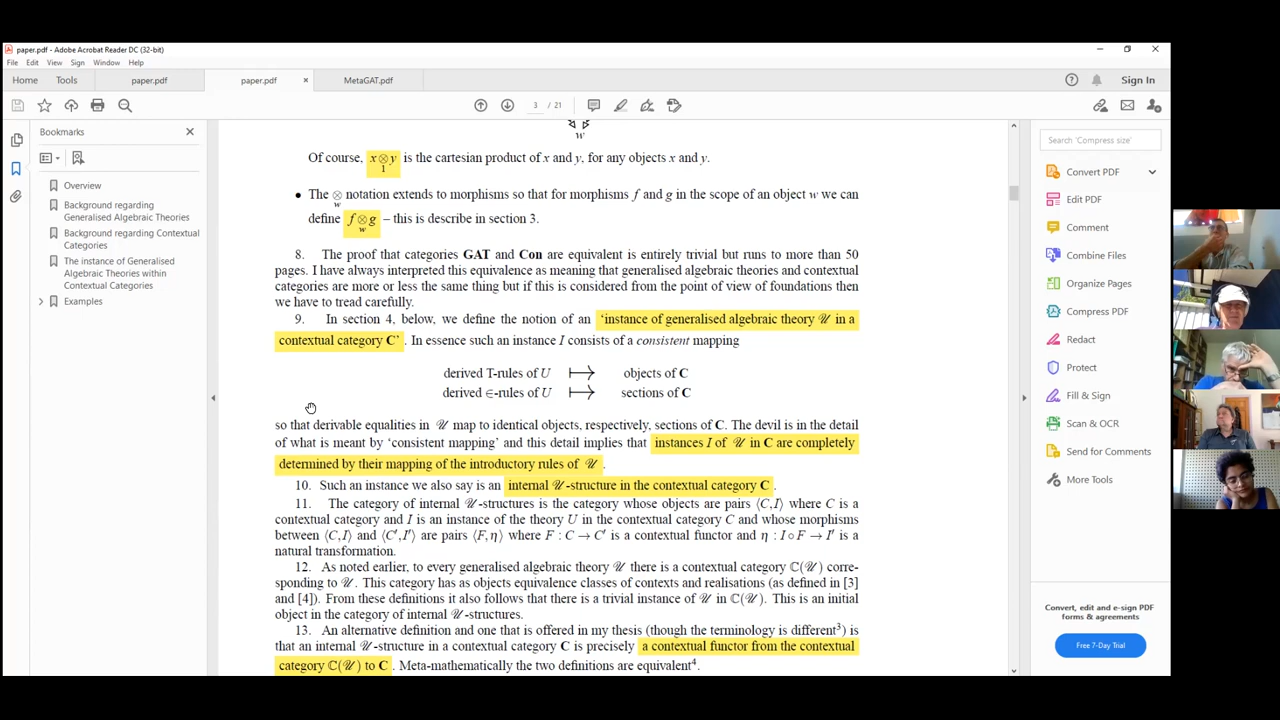 paper.pdf - Adobe Acrobat Reader DC (32-bit)
File Edit View Sign Window Help
Home Tools paper.pdf paper.pdf × MetaGAT.pdf Sign In
3 / 21
Bookmarks
Overview
Background regarding
Generalised Algebraic Theories
Background regarding Contextual
Categories
The instance of Generalised
Algebraic Theories within
Contextual Categories
Examples
w
Of course, x ⊗ y is the cartesian product of x and y, for any objects x and y.
1
• The ⊗ notation extends to morphisms so that for morphisms f and g in the scope of an object w we can
w
define f ⊗ g – this is describe in section 3.
w
8. The proof that categories GAT and Con are equivalent is entirely trivial but runs to more than 50
pages. I have always interpreted this equivalence as meaning that generalised algebraic theories and contextual
categories are more or less the same thing but if this is considered from the point of view of foundations then
we have to tread carefully.
9. In section 4, below, we define the notion of an ‘instance of generalised algebraic theory 𝒰 in a
contextual category C’. In essence such an instance I consists of a consistent mapping
derived T-rules of U ⟼ objects of C
derived ∈-rules of U ⟼ sections of C
so that derivable equalities in 𝒰 map to identical objects, respectively, sections of C. The devil is in the detail
of what is meant by ‘consistent mapping’ and this detail implies that instances I of 𝒰 in C are completely
determined by their mapping of the introductory rules of 𝒰.
10. Such an instance we also say is an internal 𝒰-structure in the contextual category C.
11. The category of internal 𝒰-structures is the category whose objects are pairs ⟨C,I⟩ where C is a
contextual category and I is an instance of the theory U in the contextual category C and whose morphisms
between ⟨C,I⟩ and ⟨C′,I′⟩ are pairs ⟨F,η⟩ where F : C → C′ is a contextual functor and η : I ∘ F → I′ is a
natural transformation.
12. As noted earlier, to every generalised algebraic theory 𝒰 there is a contextual category ℂ(𝒰) corre-
sponding to 𝒰. This category has as objects equivalence classes of contexts and realisations (as defined in [3]
and [4]). From these definitions it also follows that there is a trivial instance of 𝒰 in ℂ(𝒰). This is an initial
object in the category of internal 𝒰-structures.
13. An alternative definition and one that is offered in my thesis (though the terminology is different³) is
that an internal 𝒰-structure in a contextual category C is precisely a contextual functor from the contextual
category ℂ(𝒰) to C. Meta-mathematically the two definitions are equivalent⁴.
Search 'Compress size'
Convert PDF
Edit PDF
Comment
Combine Files
Organize Pages
Compress PDF
Redact
Protect
Fill & Sign
Scan & OCR
Send for Comments
More Tools
Convert, edit and e-sign PDF
forms & agreements
Free 7-Day Trial